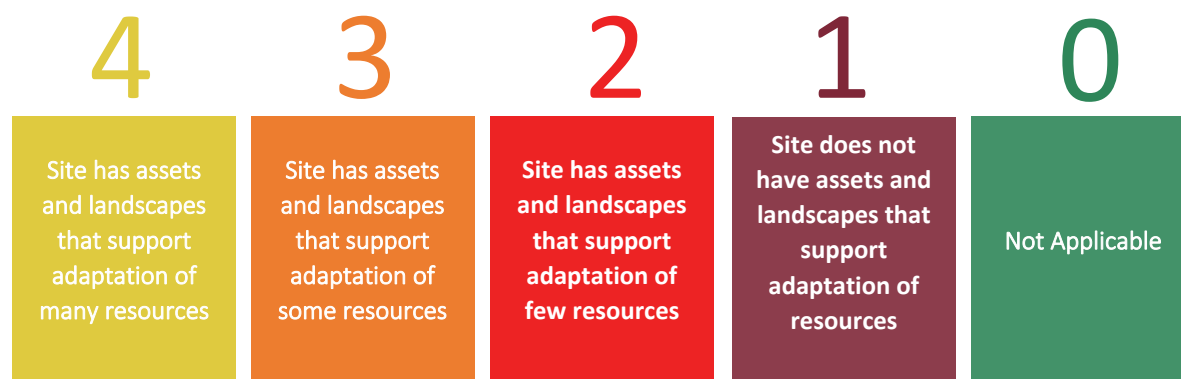 4
Site has assets
and landscapes
that support
adaptation of
many resources
3
Site has assets
and landscapes
that support
adaptation of
some resources
2
Site has assets
and landscapes
that support
adaptation of
few resources
1
Site does not
have assets and
landscapes that
support
adaptation of
resources
0
Not Applicable